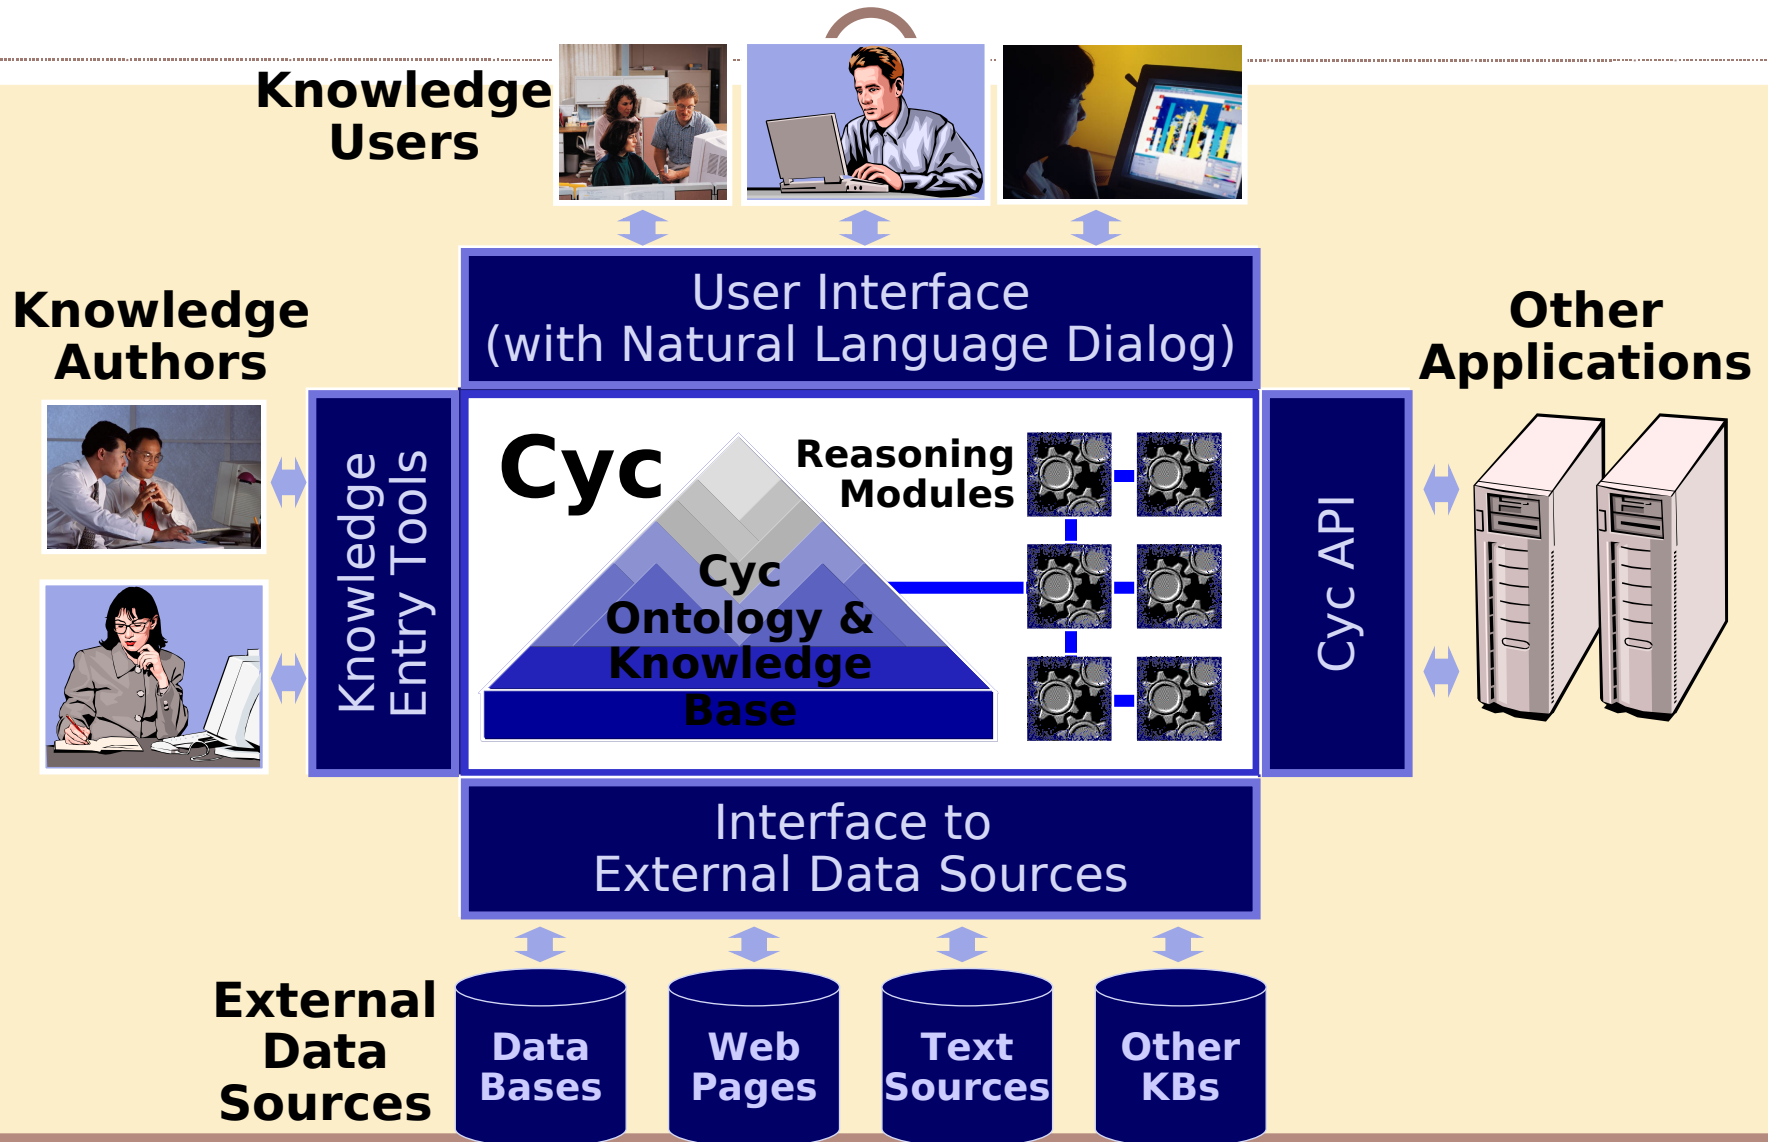 Knowledge
Users
User Interface
(with Natural Language Dialog)
Knowledge
Authors
Other
Applications
Knowledge
Entry Tools
Cyc
Reasoning
Modules
Cyc
Ontology &
Knowledge
Base
Cyc API
Interface to
External Data Sources
External
Data
Sources
Data
Bases
Web
Pages
Text
Sources
Other
KBs